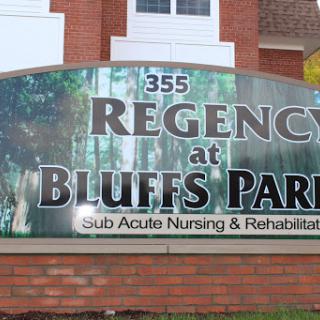 355
REGENCY
at
BLUFFS PARK
Sub Acute Nursing & Rehabilitat